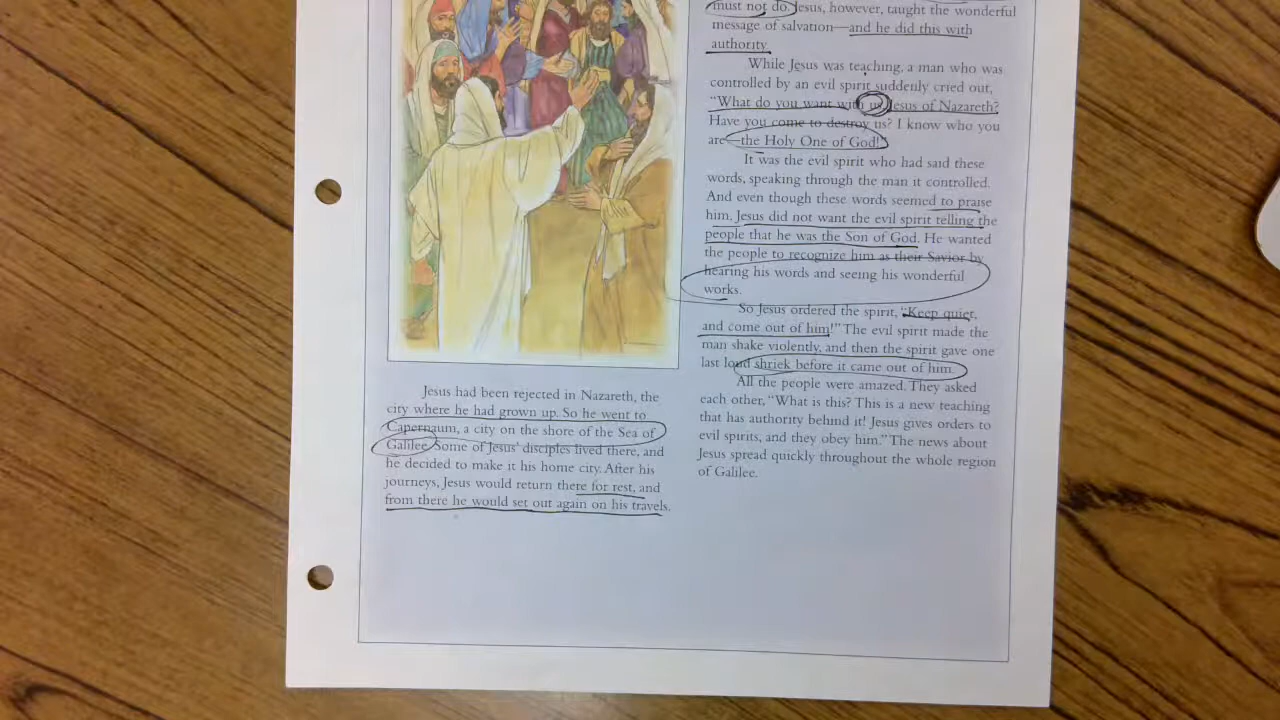 Jesus had been rejected in Nazareth, the
city where he had grown up. So he went to
Capernaum, a city on the shore of the Sea of
Galilee. Some of Jesus' disciples lived there, and
he decided to make it his home city. After his
journeys, Jesus would return there for rest, and
from there he would set out again on his travels.
must not do. Jesus, however, taught the wonderful
message of salvation—and he did this with
authority.
While Jesus was teaching, a man who was
controlled by an evil spirit suddenly cried out,
“What do you want with us, Jesus of Nazareth?
Have you come to destroy us? I know who you
are—the Holy One of God!”
It was the evil spirit who had said these
words, speaking through the man it controlled.
And even though these words seemed to praise
him, Jesus did not want the evil spirit telling the
people that he was the Son of God. He wanted
the people to recognize him as their Savior by
hearing his words and seeing his wonderful
works.
So Jesus ordered the spirit, “Keep quiet,
and come out of him!” The evil spirit made the
man shake violently, and then the spirit gave one
last loud shriek before it came out of him.
All the people were amazed. They asked
each other, “What is this? This is a new teaching
that has authority behind it! Jesus gives orders to
evil spirits, and they obey him.” The news about
Jesus spread quickly throughout the whole region
of Galilee.